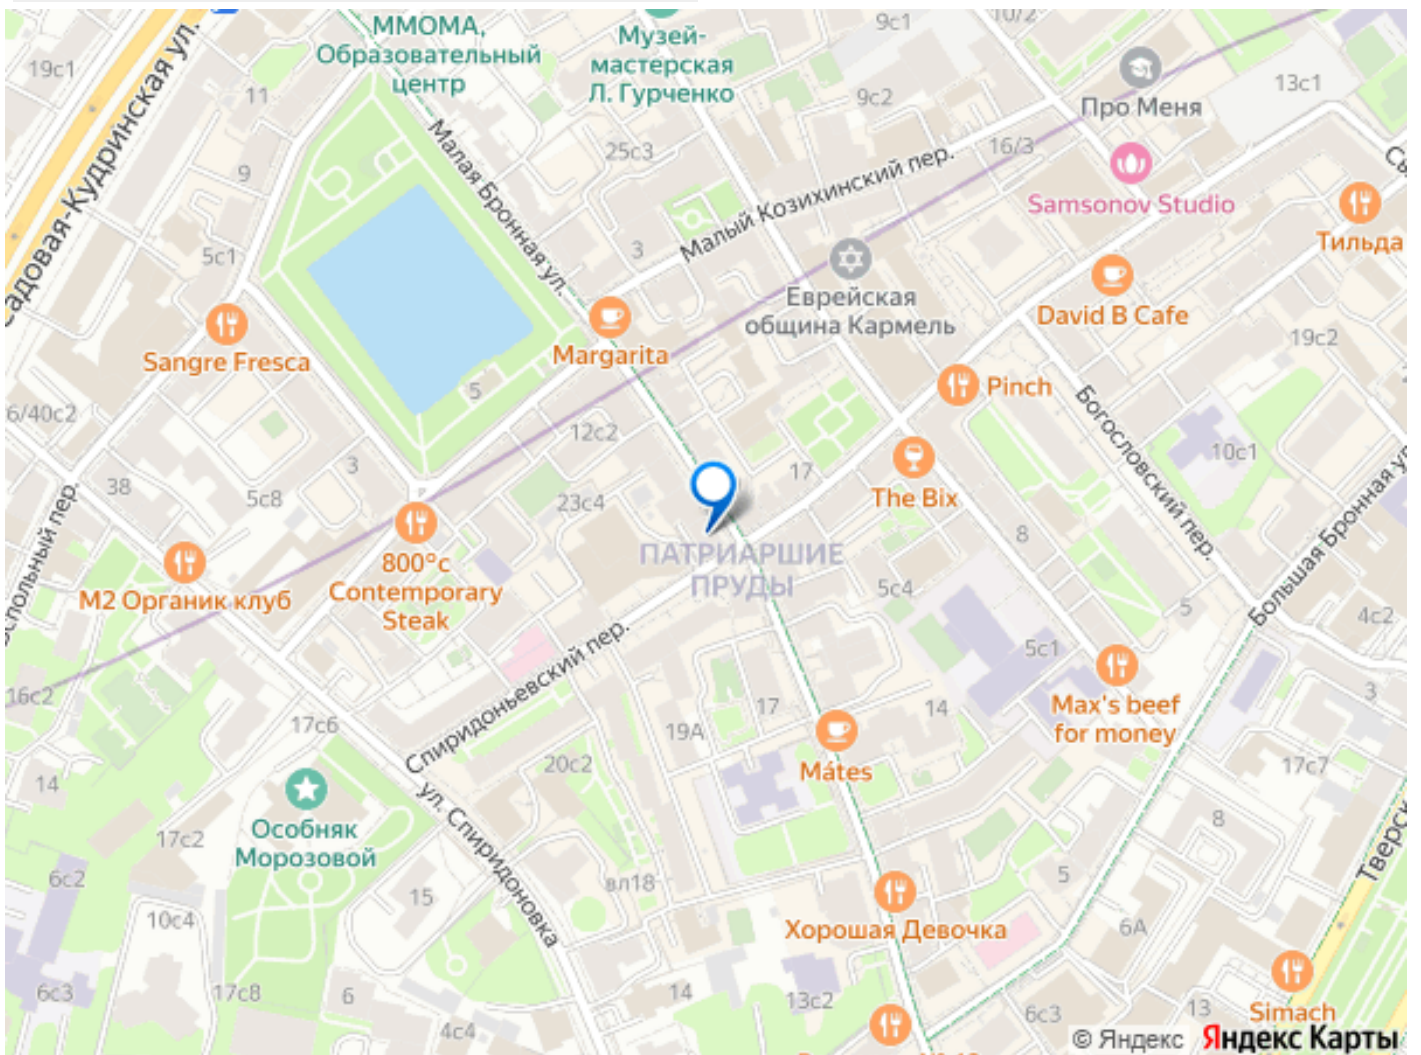 ММОМА,
Образовательный
центр
Музей-
мастерская
Л. Гурченко
9с1
10/2
19с1
11
9
25с3
9с2
Про Меня
13с1
16/3
Садовая-Кудринская ул.
Малая Бронная ул.
Малый Козихинский пер.
Samsonov Studio
Тильда
5с1
3
Еврейская
община Кармель
David B Cafe
Sangre Fresca
Margarita
19с2
5
Pinch
6/40с2
12с2
Богословский пер.
10с1
3
17
38
5с8
23с4
The Bix
8
800°с
Contemporary
Steak
ПАТРИАРШИЕ
ПРУДЫ
М2 Органик клуб
5с4
5
Большая Бронная ул.
4с2
Спиридоньевский пер.
5с1
3
16с2
17с6
19А
17
14
Max's beef
for money
Mátes
20с2
17с7
14
ул. Спиридоновка
Особняк
Морозовой
17с2
8
Тверск
6с2
вл18
15
5
10с4
Хорошая Девочка
6А
6с3
17с8
6
14
13с2
4с4
6с3
13
Simach
© Яндекс Яндекс Карты